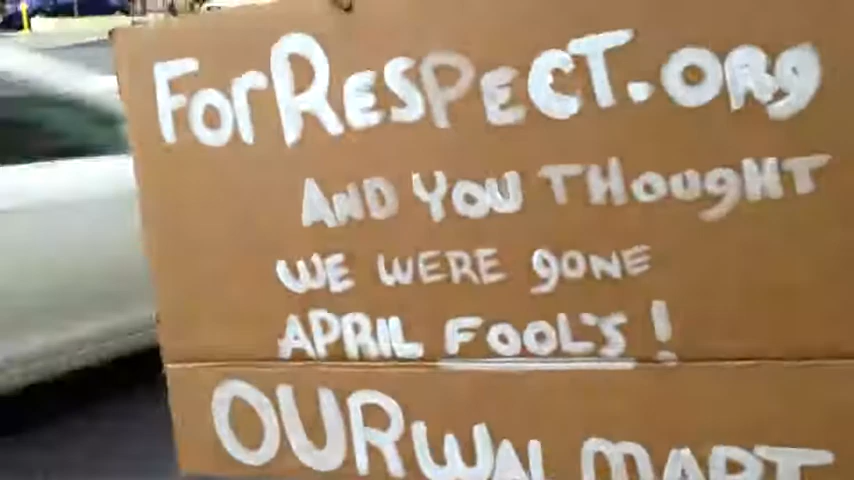 FORRESPECT.ORg
AND YOU THOUgHT
WE WERE gONE
APRIL FOOL'S!
OURWALMART